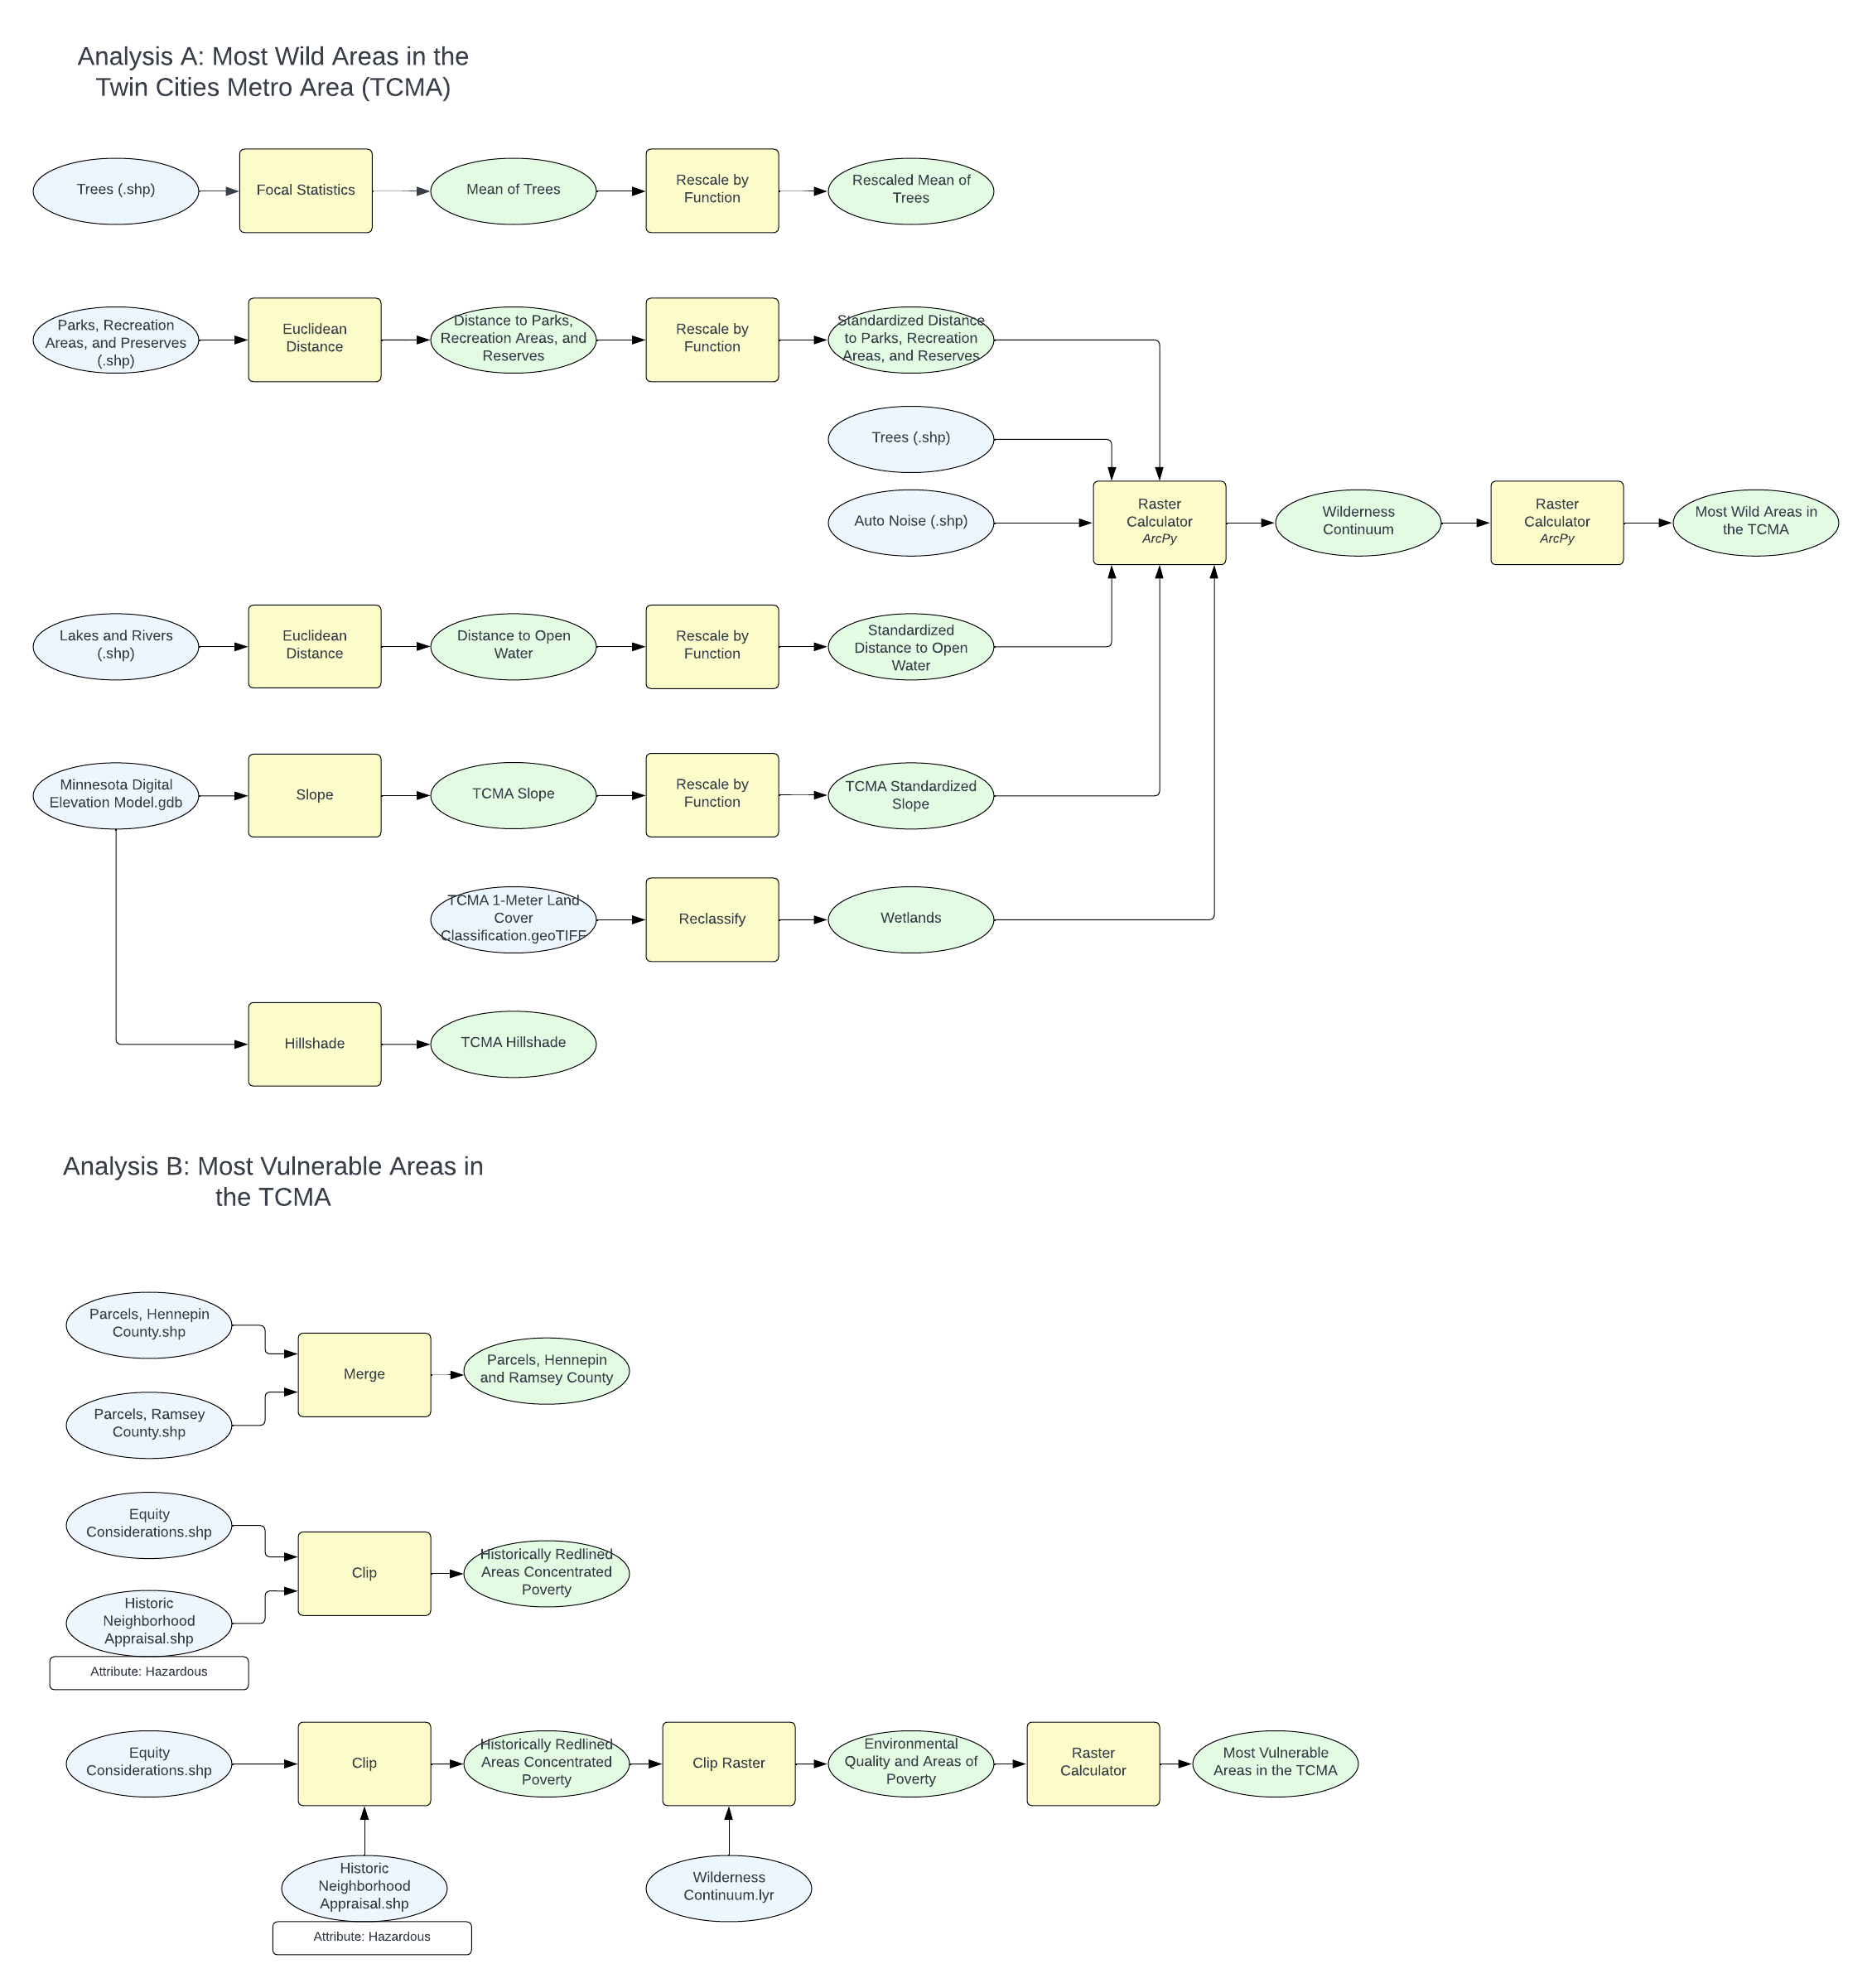 Analysis A: Most Wild Areas in the
Twin Cities Metro Area (TCMA)
Trees (.shp)
Focal Statistics
Mean of Trees
Rescale by
Function
Rescaled Mean of
Trees
Parks, Recreation
Areas, and Preserves
(.shp)
Euclidean
Distance
Distance to Parks,
Recreation Areas, and
Reserves
Rescale by
Function
Standardized Distance
to Parks, Recreation
Areas, and Reserves
Trees (.shp)
Auto Noise (.shp)
Raster
Calculator
ArcPy
Wilderness
Continuum
Raster
Calculator
ArcPy
Most Wild Areas in
the TCMA
Lakes and Rivers
(.shp)
Euclidean
Distance
Distance to Open
Water
Rescale by
Function
Standardized
Distance to Open
Water
Minnesota Digital
Elevation Model.gdb
Slope
TCMA Slope
Rescale by
Function
TCMA Standardized
Slope
TCMA 1-Meter Land
Cover
Classification.geoTIFF
Reclassify
Wetlands
Hillshade
TCMA Hillshade
Analysis B: Most Vulnerable Areas in
the TCMA
Parcels, Hennepin
County.shp
Parcels, Ramsey
County.shp
Merge
Parcels, Hennepin
and Ramsey County
Equity
Considerations.shp
Historic
Neighborhood
Appraisal.shp
Attribute: Hazardous
Clip
Historically Redlined
Areas Concentrated
Poverty
Equity
Considerations.shp
Clip
Historically Redlined
Areas Concentrated
Poverty
Clip Raster
Environmental
Quality and Areas of
Poverty
Raster
Calculator
Most Vulnerable
Areas in the TCMA
Historic
Neighborhood
Appraisal.shp
Attribute: Hazardous
Wilderness
Continuum.lyr